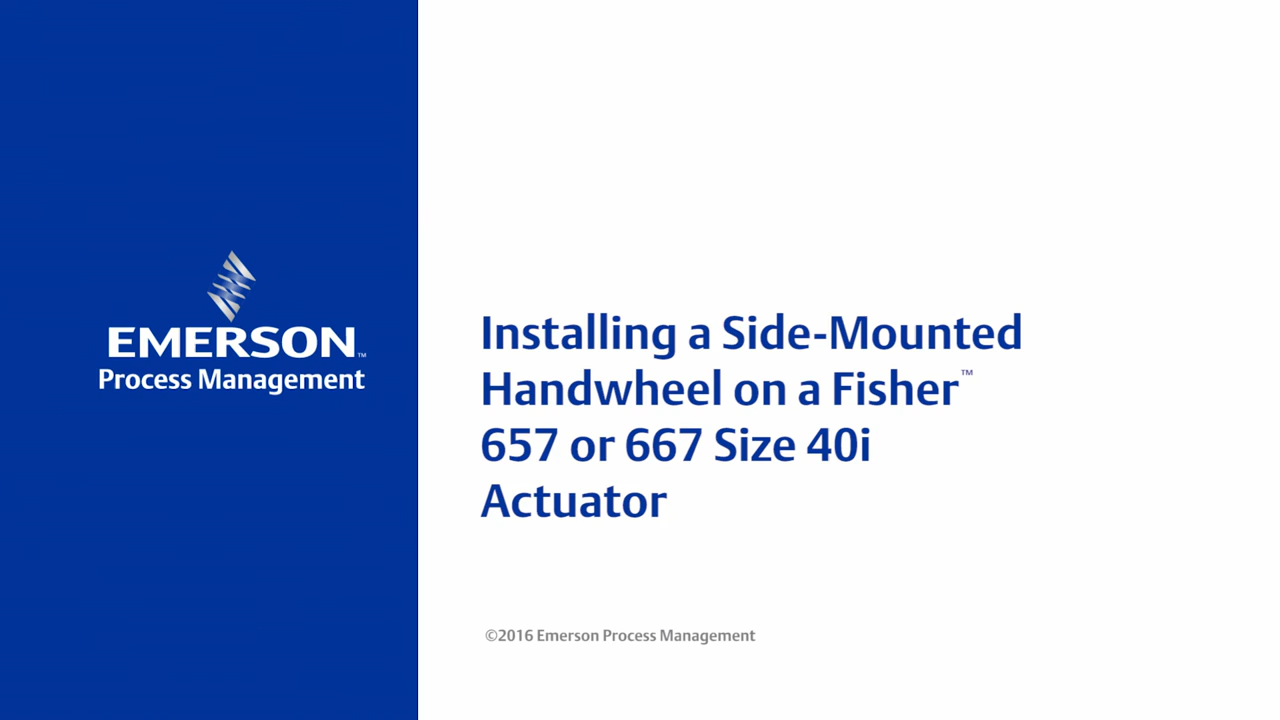 EMERSON™
Process Management
Installing a Side-Mounted
Handwheel on a Fisher™
657 or 667 Size 40i
Actuator
©2016 Emerson Process Management